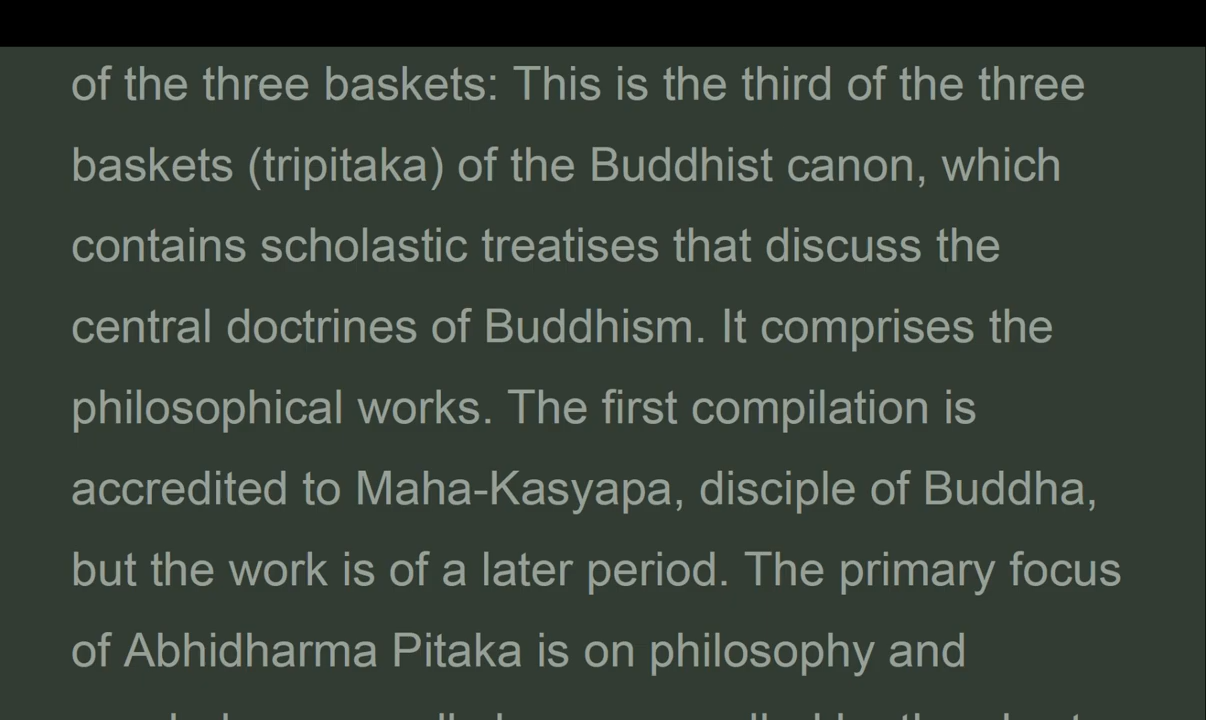 of the three baskets: This is the third of the three
baskets (tripitaka) of the Buddhist canon, which
contains scholastic treatises that discuss the
central doctrines of Buddhism. It comprises the
philosophical works. The first compilation is
accredited to Maha-Kasyapa, disciple of Buddha,
but the work is of a later period. The primary focus
of Abhidharma Pitaka is on philosophy and